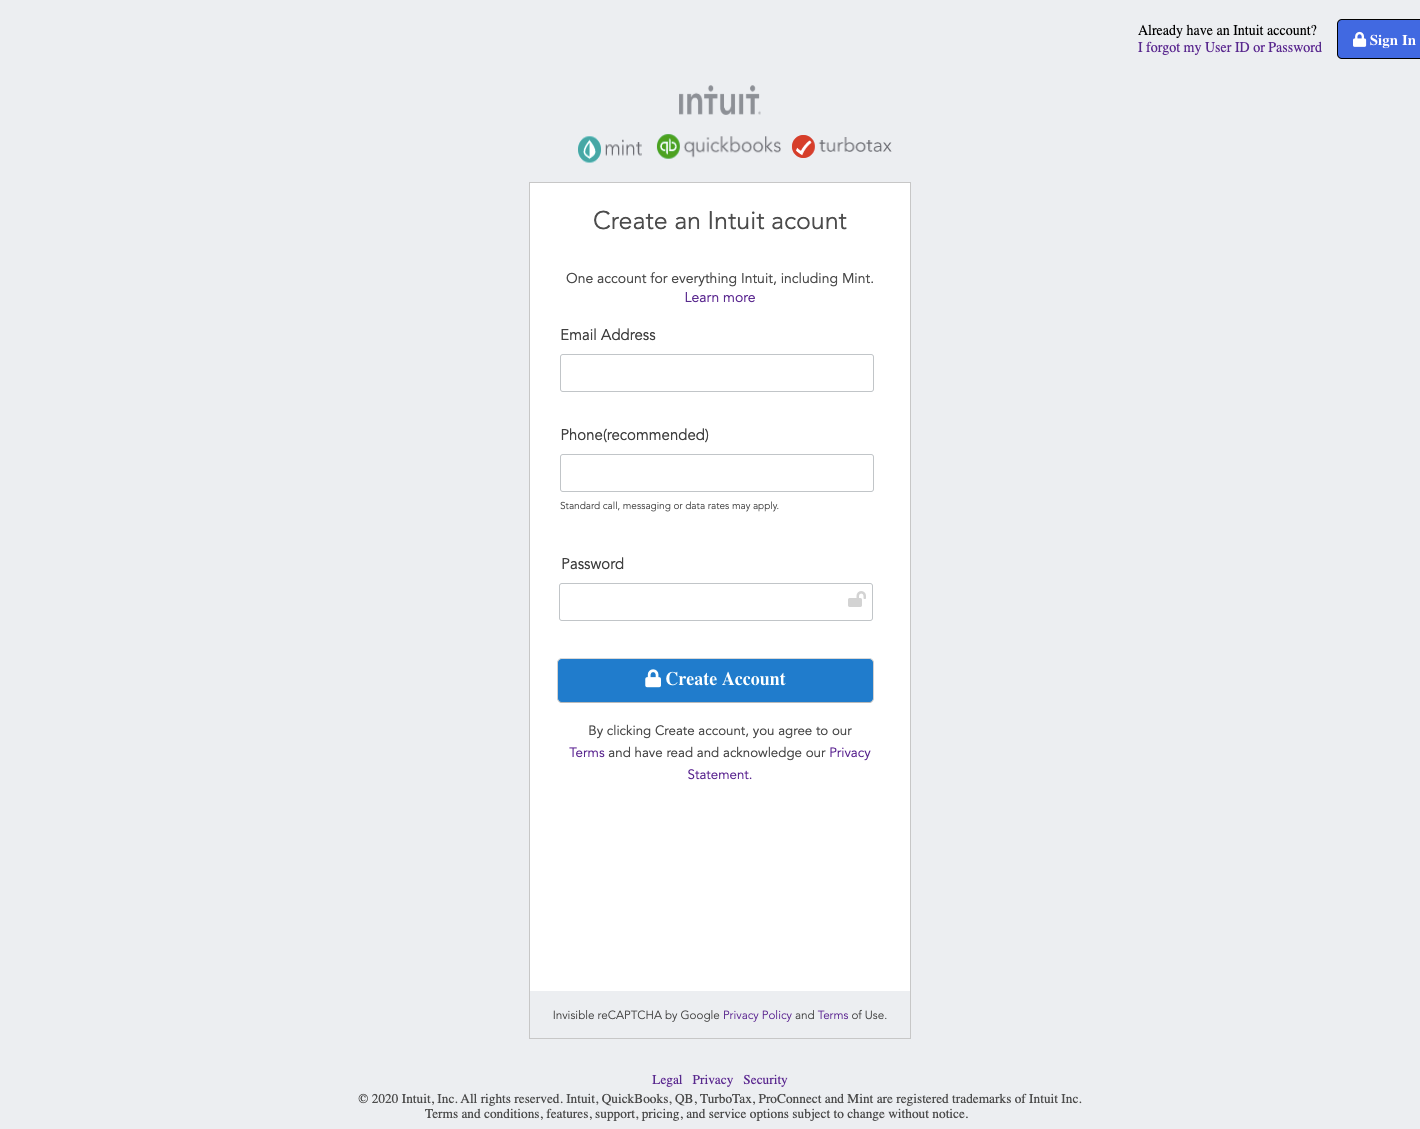 Already have an Intuit account?
I forgot my User ID or Password
Sign In
intuit
mint quickbooks turbotax
Create an Intuit acount
One account for everything Intuit, including Mint.
Learn more
Email Address
Phone(recommended)
Standard call, messaging or data rates may apply.
Password
Create Account
By clicking Create account, you agree to our
Terms and have read and acknowledge our Privacy
Statement.
Invisible reCAPTCHA by Google Privacy Policy and Terms of Use.
Legal Privacy Security
© 2020 Intuit, Inc. All rights reserved. Intuit, QuickBooks, QB, TurboTax, ProConnect and Mint are registered trademarks of Intuit Inc.
Terms and conditions, features, support, pricing, and service options subject to change without notice.